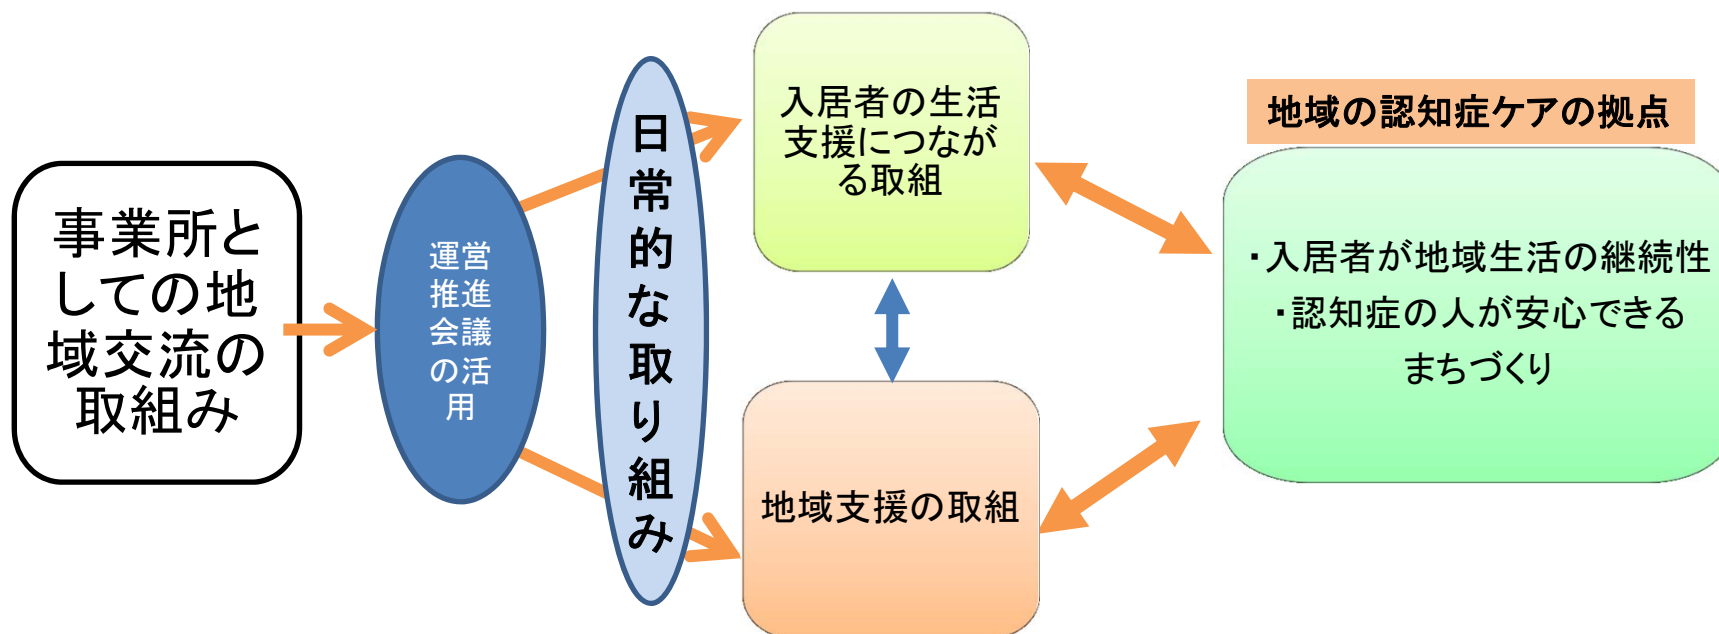 事業所と
しての地
域交流の
取組み
運営
推進
会議
の活
用
日常的な取り組み
入居者の生活
支援につなが
る取組
地域支援の取組
地域の認知症ケアの拠点
・入居者が地域生活の継続性
・認知症の人が安心できる
まちづくり